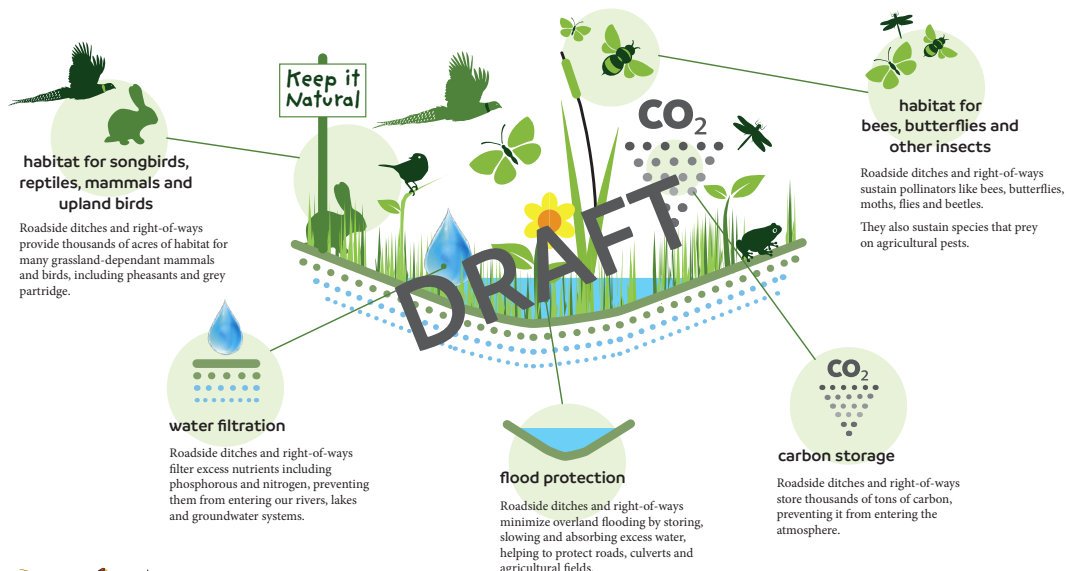 Keep it
Natural
CO2
habitat for
bees, butterflies and
other insects
Roadside ditches and right-of-ways
sustain pollinators like bees, butterflies,
moths, flies and beetles.
They also sustain species that prey
on agricultural pests.
habitat for songbirds,
reptiles, mammals and
upland birds
Roadside ditches and right-of-ways
provide thousands of acres of habitat for
many grassland-dependant mammals
and birds, including pheasants and grey
partridge.
DRAFT
water filtration
Roadside ditches and right-of-ways
filter excess nutrients including
phosphorous and nitrogen, preventing
them from entering our rivers, lakes
and groundwater systems.
flood protection
Roadside ditches and right-of-ways
minimize overland flooding by storing,
slowing and absorbing excess water,
helping to protect roads, culverts and
agricultural fields.
CO2
carbon storage
Roadside ditches and right-of-ways
store thousands of tons of carbon,
preventing it from entering the
atmosphere.